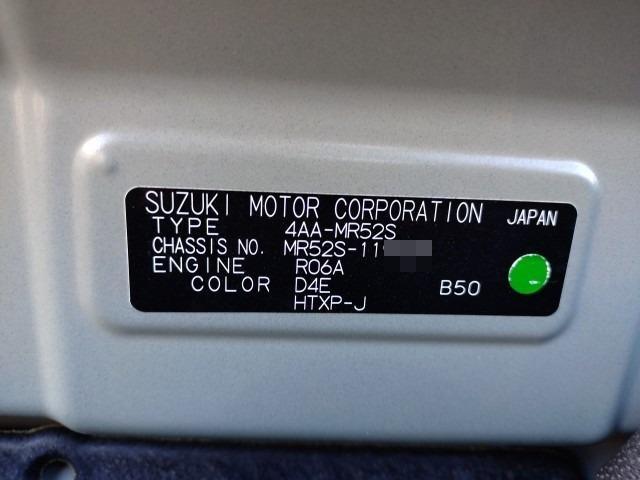 SUZUKI MOTOR CORPORATION JAPAN
TYPE 4AA-MR52S
CHASSIS NO. MR52S-11
ENGINE R06A
COLOR D4E B50
HTXP-J